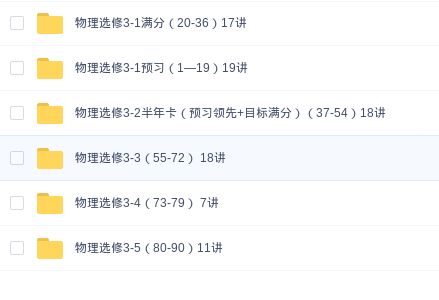 物理选修3-1满分（20-36）17讲
物理选修3-1预习（1—19）19讲
物理选修3-2半年卡（预习领先+目标满分）（37-54）18讲
物理选修3-3（55-72） 18讲
物理选修3-4（73-79） 7讲
物理选修3-5（80-90）11讲